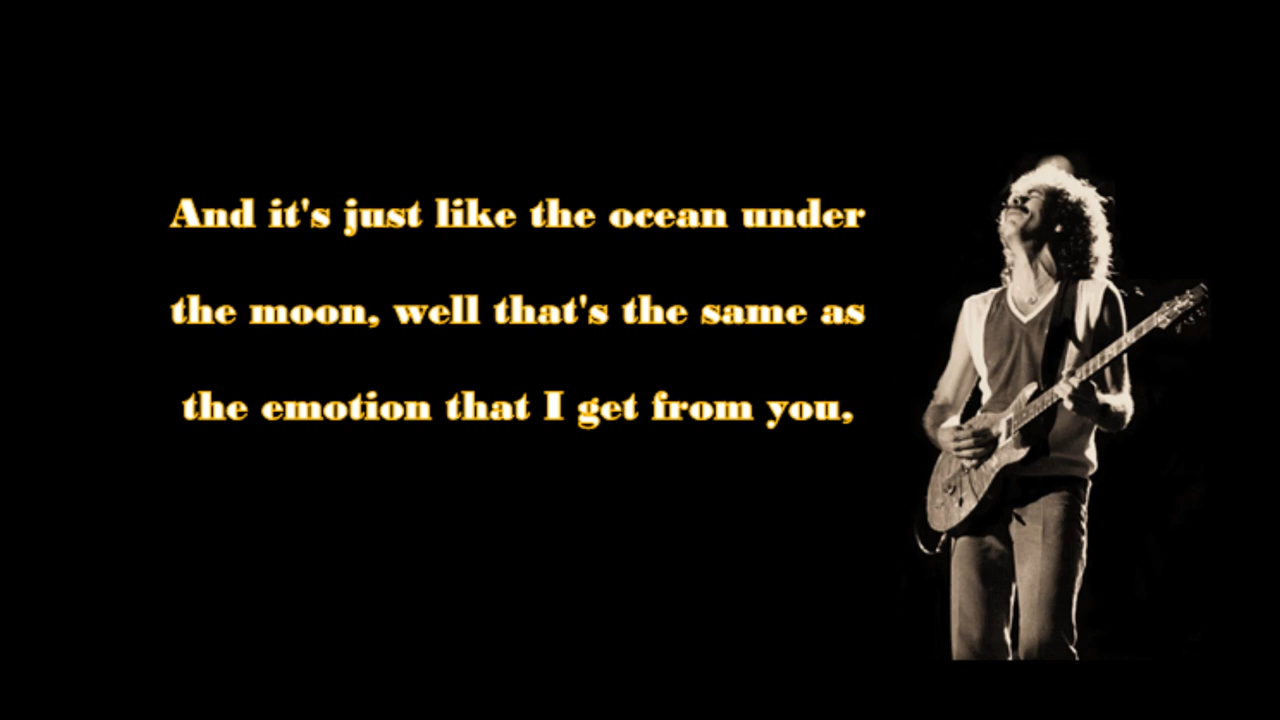 And it's just like the ocean under
the moon, well that's the same as
the emotion that I get from you,